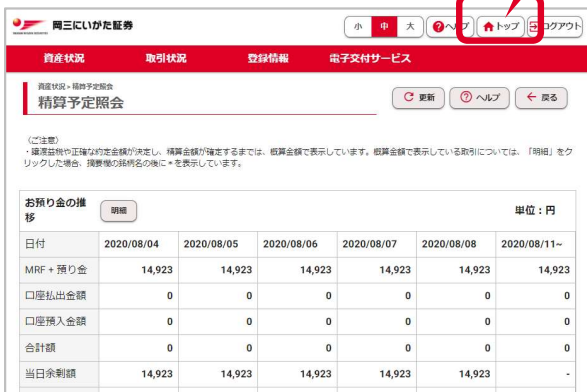 岡三にいがた証券
小 中 大 ヘルプ トップ ログアウト
資産状況 取引状況 登録情報 電子交付サービス
資産状況>精算予定照会
精算予定照会
更新 ヘルプ 戻る
〈ご注意〉
・譲渡益税や正確な約定金額が決定し、精算金額が確定するまでは、概算金額で表示しています。概算金額で表示している取引については、「明細」をク
リックした場合、摘要欄の銘柄名の後に*を表示しています。
お預り金の推移 明細 単位:円
日付 2020/08/04 2020/08/05 2020/08/06 2020/08/07 2020/08/08 2020/08/11~
MRF+預り金 14,923 14,923 14,923 14,923 14,923 14,923
口座払出金額 0 0 0 0 0 0
口座預入金額 0 0 0 0 0 0
合計額 0 0 0 0 0 0
当日余剰額 14,923 14,923 14,923 14,923 14,923 -